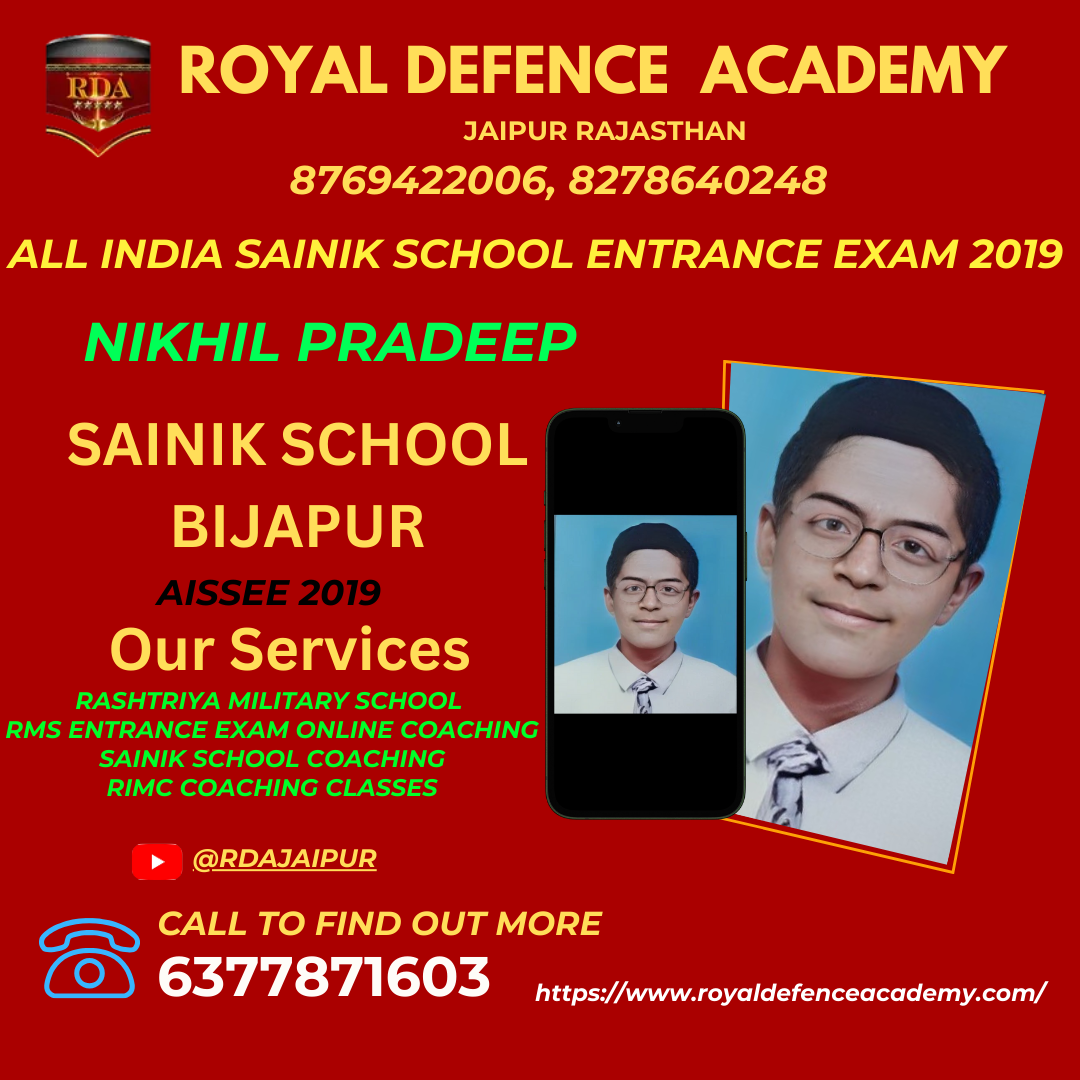 RDA
ROYAL DEFENCE ACADEMY
JAIPUR RAJASTHAN
8769422006, 8278640248
ALL INDIA SAINIK SCHOOL ENTRANCE EXAM 2019
NIKHIL PRADEEP
SAINIK SCHOOL
BIJAPUR
AISSEE 2019
Our Services
RASHTRIYA MILITARY SCHOOL
RMS ENTRANCE EXAM ONLINE COACHING
SAINIK SCHOOL COACHING
RIMC COACHING CLASSES
@RDAJAIPUR
CALL TO FIND OUT MORE
6377871603
https://www.royaldefenceacademy.com/